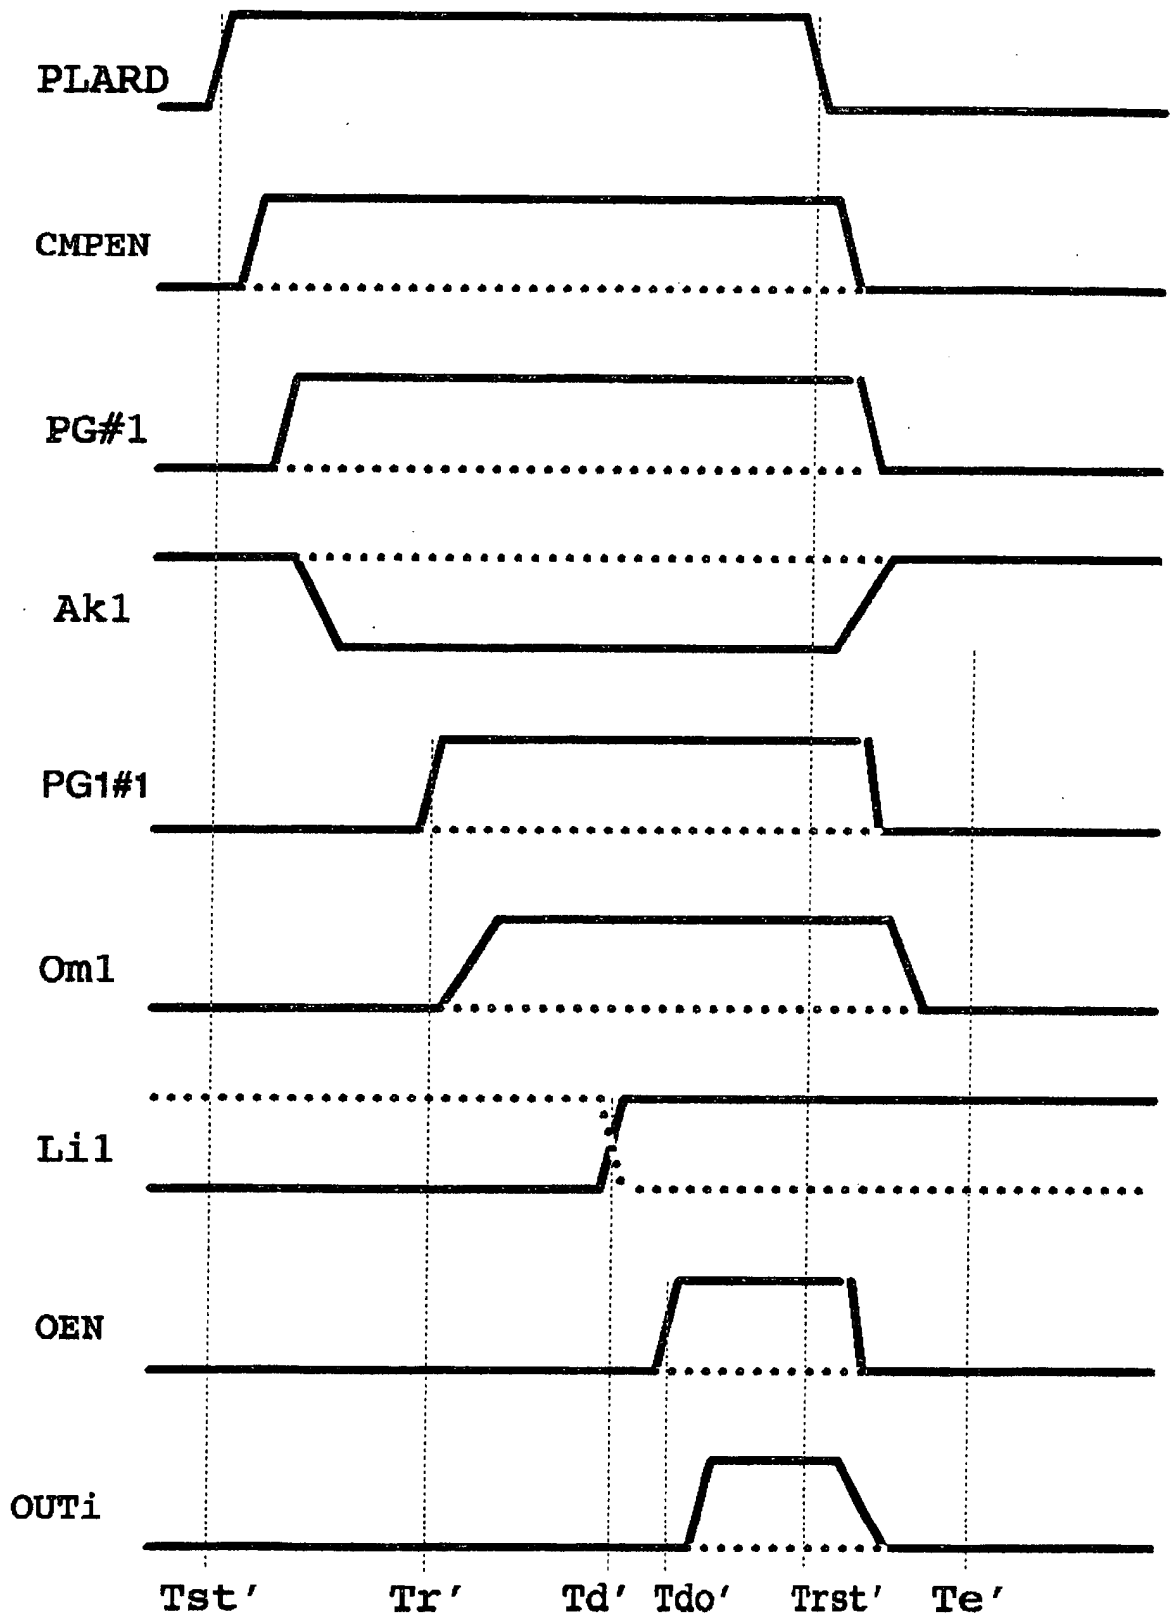 PLARD
CMPEN
PG#1
Ak1
PG1#1
Om1
Li1
OEN
OUTi
Tst' Tr' Td' Tdo' Trst' Te'